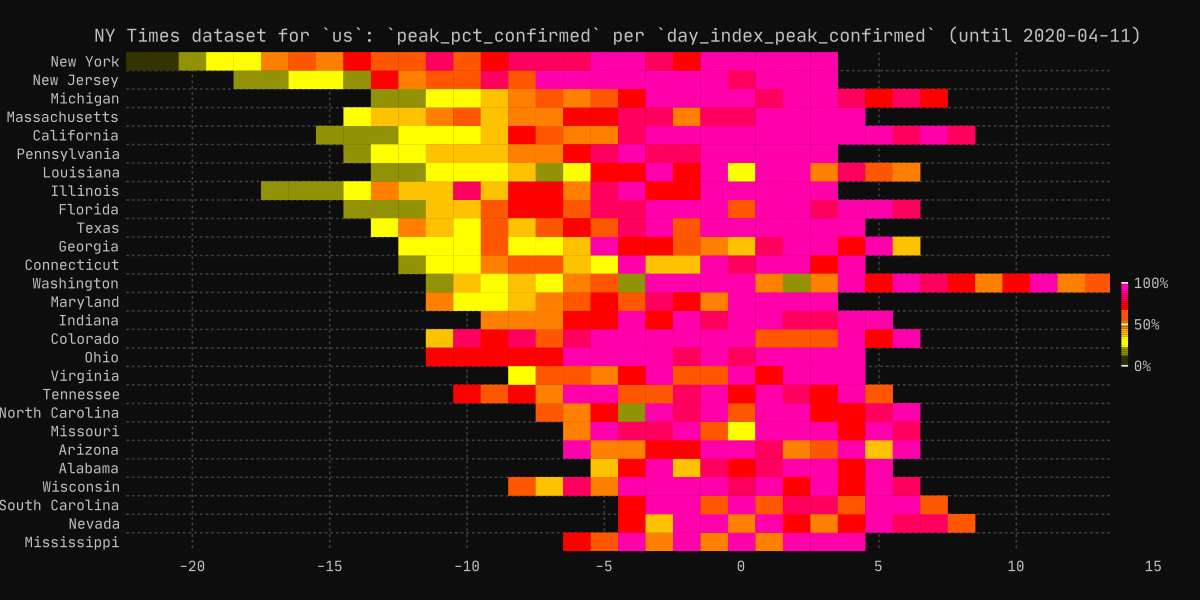 NY Times dataset for `us`: `peak_pct_confirmed` per `day_index_peak_confirmed` (until 2020-04-11)
New York
New Jersey
Michigan
Massachusetts
California
Pennsylvania
Louisiana
Illinois
Florida
Texas
Georgia
Connecticut
Washington
Maryland
Indiana
Colorado
Ohio
Virginia
Tennessee
North Carolina
Missouri
Arizona
Alabama
Wisconsin
South Carolina
Nevada
Mississippi
100%
50%
0%
-20 -15 -10 -5 0 5 10 15